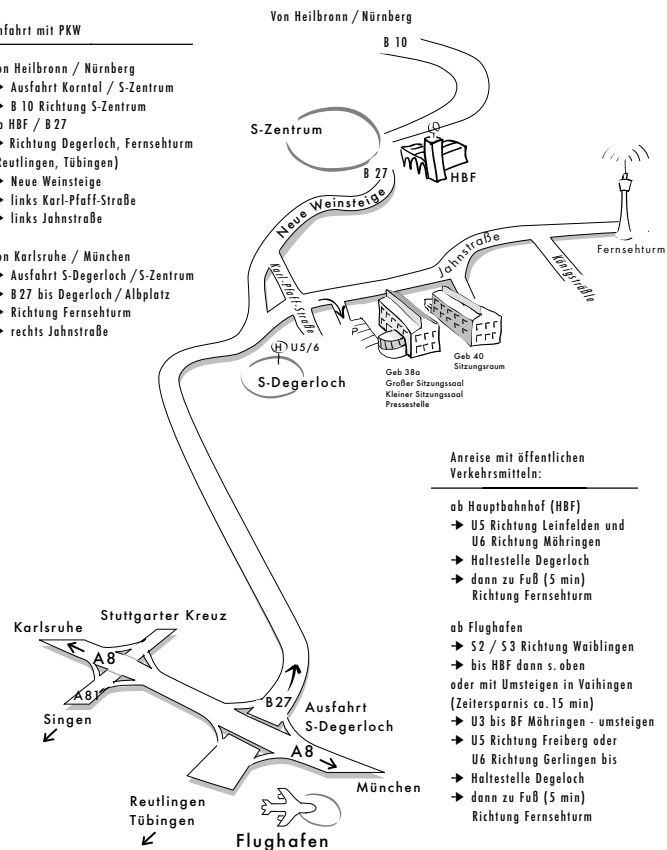 Anfahrt mit PKW
von Heilbronn / Nürnberg
→ Ausfahrt Korntal / S-Zentrum
→ B 10 Richtung S-Zentrum
ab HBF / B 27
→ Richtung Degerloch, Fernsehturm
(Reutlingen, Tübingen)
→ Neue Weinsteige
→ links Karl-Pfaff-Straße
→ links Jahnstraße
von Karlsruhe / München
→ Ausfahrt S-Degerloch / S-Zentrum
→ B 27 bis Degerloch / Albplatz
→ Richtung Fernsehturm
→ rechts Jahnstraße
Von Heilbronn / Nürnberg
B 10
S-Zentrum
HBF
B 27
Neue Weinsteige
Fernsehturm
Jahnstraße
Königsträßle
Karl-Pfaff-Straße
H U5/6
S-Degerloch
Geb 40
Sitzungsraum
Geb 38a
Großer Sitzungssaal
Kleiner Sitzungssaal
Pressestelle
Anreise mit öffentlichen
Verkehrsmitteln:
ab Hauptbahnhof (HBF)
→ U5 Richtung Leinfelden und
U6 Richtung Möhringen
→ Haltestelle Degerloch
→ dann zu Fuß (5 min)
Richtung Fernsehturm
ab Flughafen
→ S2 / S3 Richtung Waiblingen
→ bis HBF dann s. oben
oder mit Umsteigen in Vaihingen
(Zeitersparnis ca. 15 min)
→ U3 bis BF Möhringen - umsteigen
→ U5 Richtung Freiberg oder
U6 Richtung Gerlingen bis
→ Haltestelle Degeloch
→ dann zu Fuß (5 min)
Richtung Fernsehturm
Stuttgarter Kreuz
Karlsruhe
A8
A81
Singen
B27
Ausfahrt
S-Degerloch
A8
München
Reutlingen
Tübingen
Flughafen